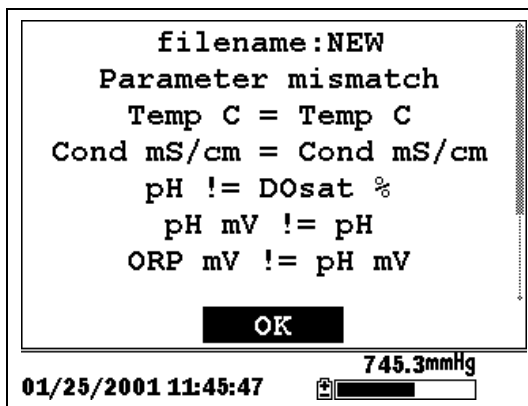 filename:NEW
Parameter mismatch
Temp C = Temp C
Cond mS/cm = Cond mS/cm
pH != DOsat %
pH mV != pH
ORP mV != pH mV
OK
745.3mmHg
01/25/2001 11:45:47